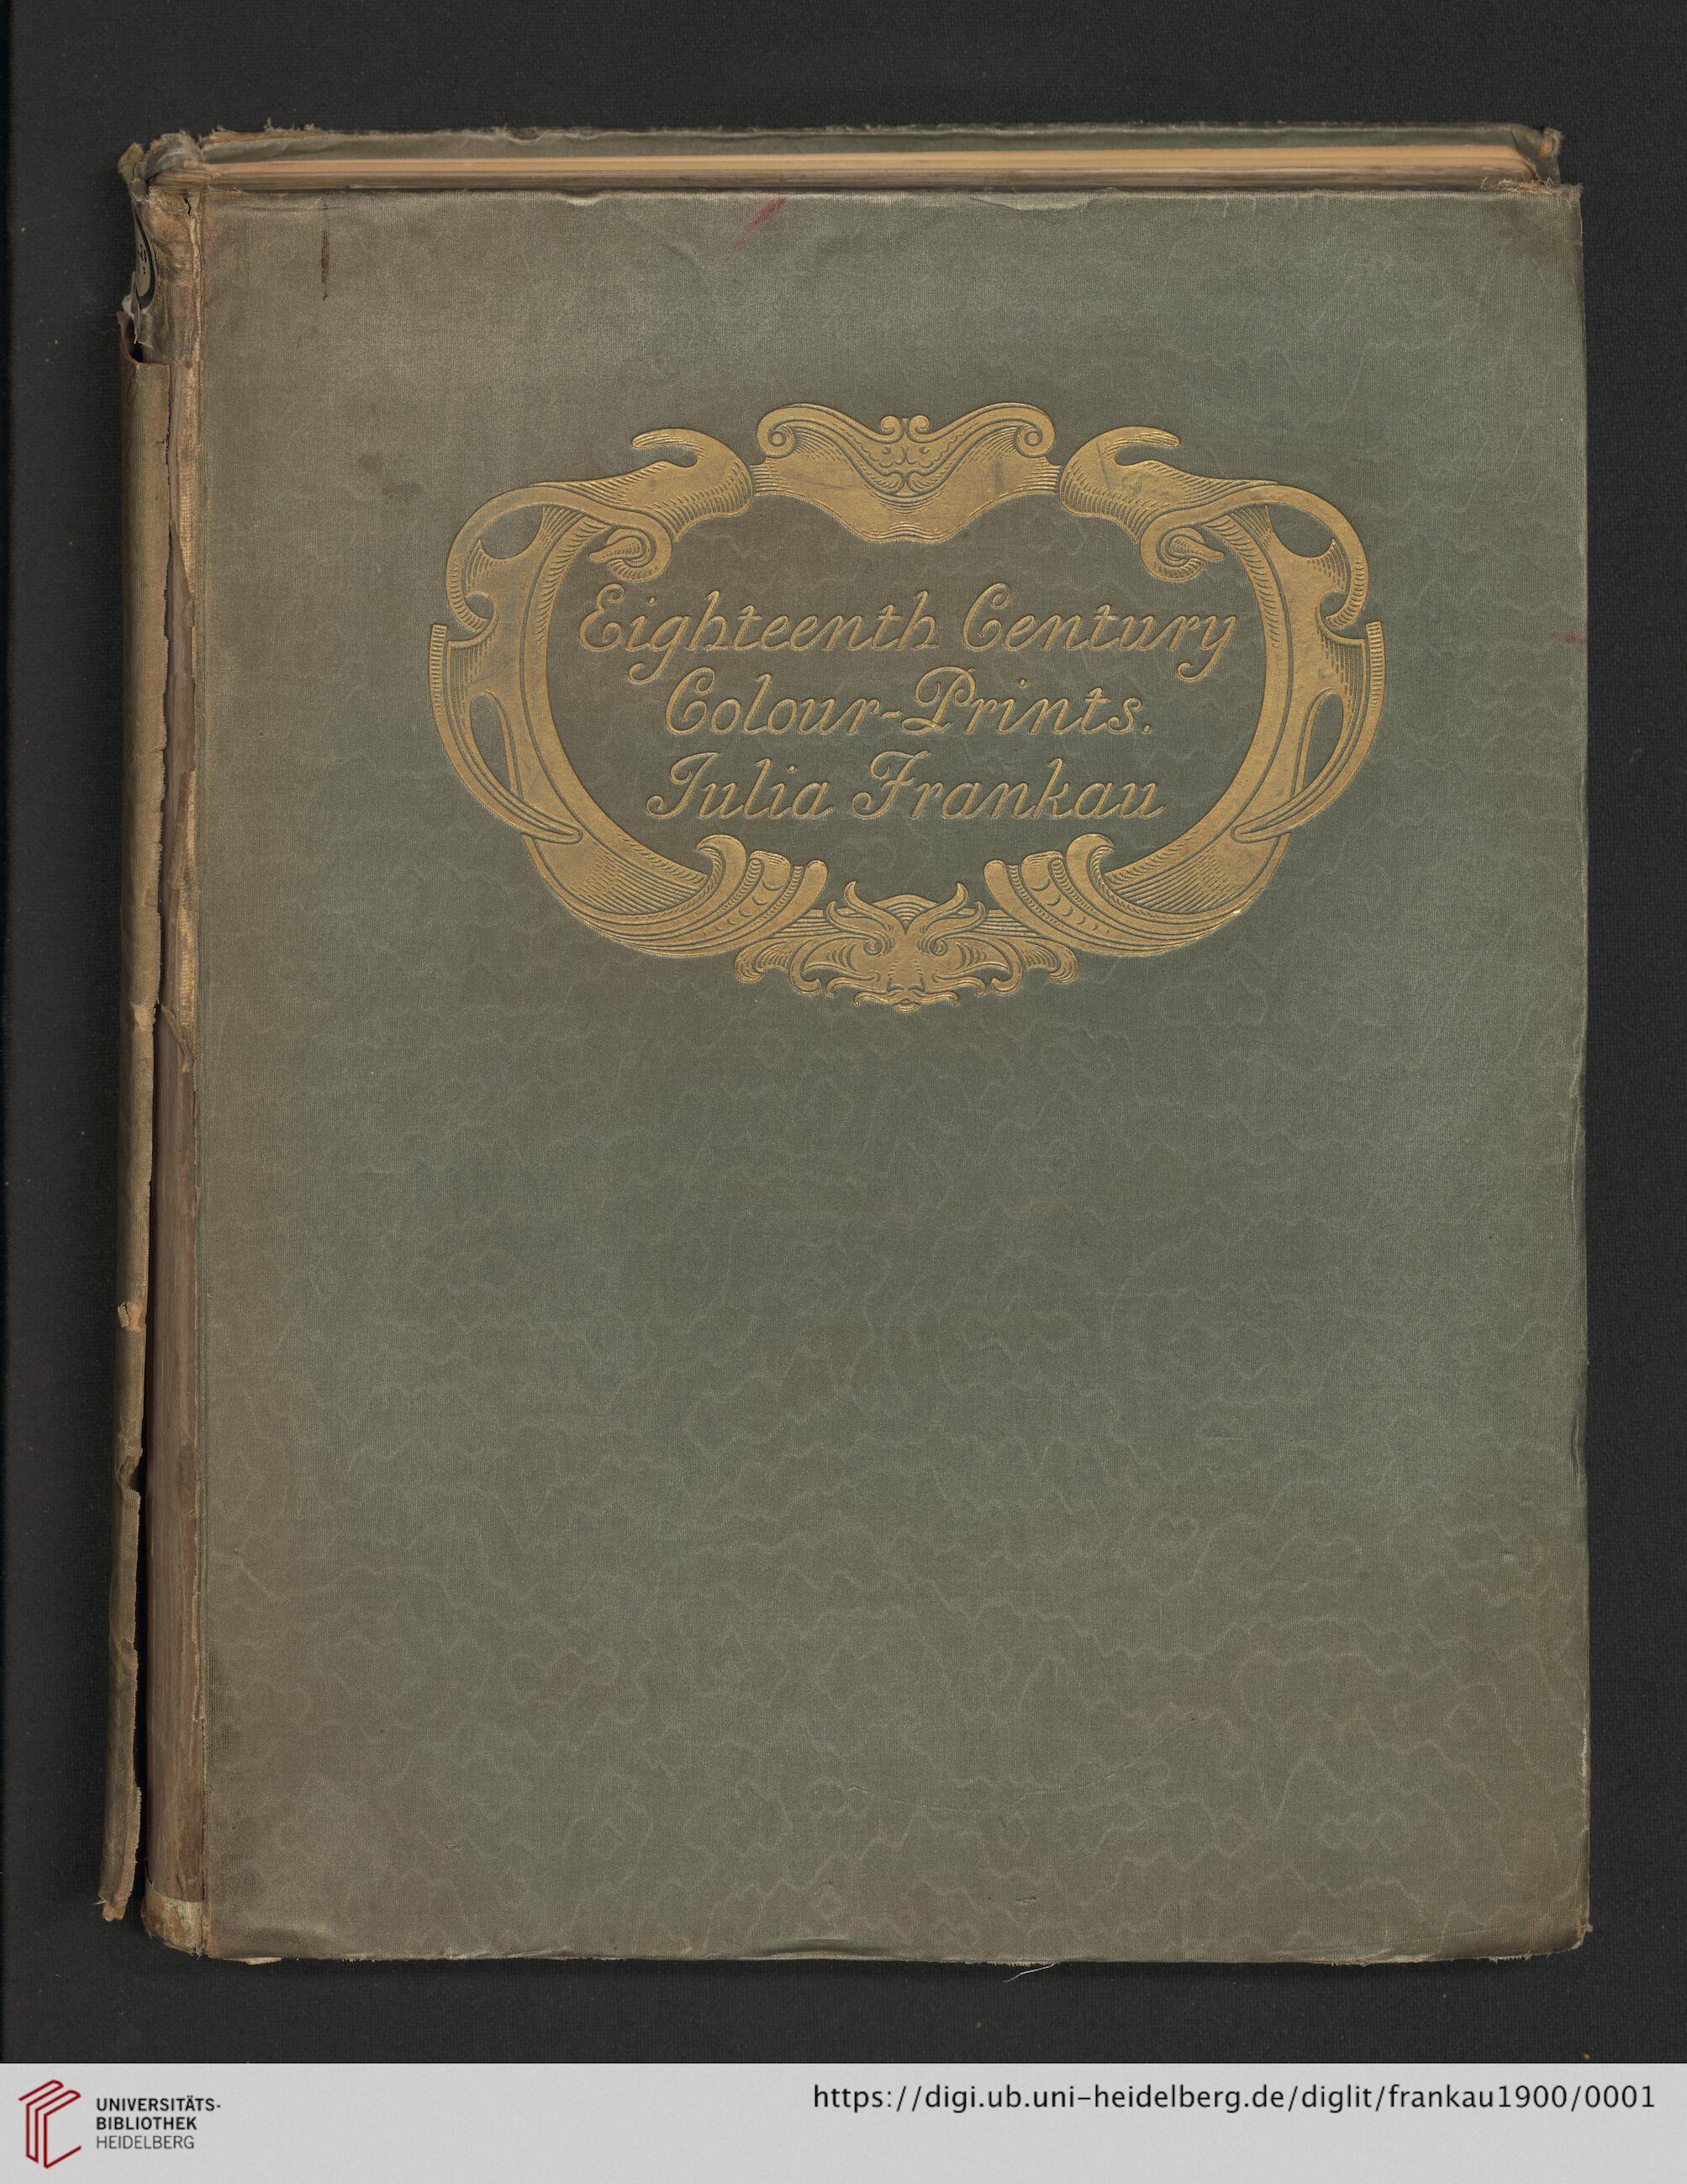 Eighteenth Century
Colour-Prints.
Julia Frankau
UNIVERSITÄTS-
BIBLIOTHEK
HEIDELBERG
https://digi.ub.uni-heidelberg.de/diglit/frankau1900/0001